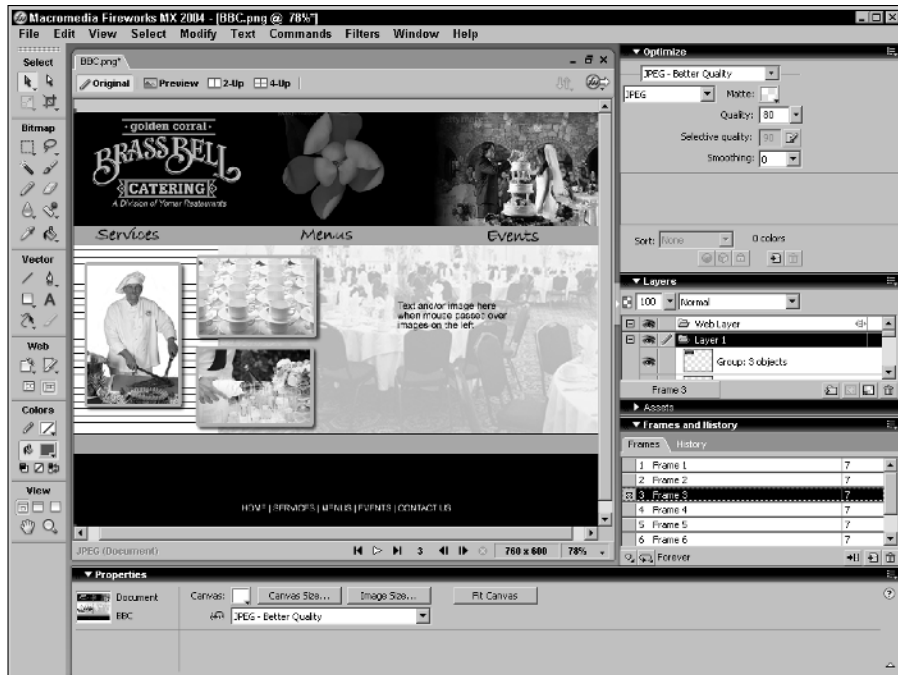 Macromedia Fireworks MX 2004 - [BBC.png @ 78%*]
File Edit View Select Modify Text Commands Filters Window Help
Select
Bitmap
Vector
Web
Colors
View
BBC.png*
Original Preview 2-Up 4-Up
· golden corral ·
BRASS BELL
CATERING
A Division of Yomar Restaurants
Services Menus Events
Text and/or image here
when mouse passed over
images on the left
HOME | SERVICES | MENUS | EVENTS | CONTACT US
JPEG (Document) 3 760 x 600 78%
Optimize
JPEG - Better Quality
JPEG Matte:
Quality: 80
Selective quality: 90
Smoothing: 0
Sort: None 0 colors
Layers
100 Normal
Web Layer
Layer 1
Group: 3 objects
Frame 3
Assets
Frames and History
Frames History
1 Frame 1 7
2 Frame 2 7
3 Frame 3 7
4 Frame 4 7
5 Frame 5 7
6 Frame 6 7
Forever
Properties
Document Canvas: Canvas Size... Image Size... Fit Canvas
BBC JPEG - Better Quality